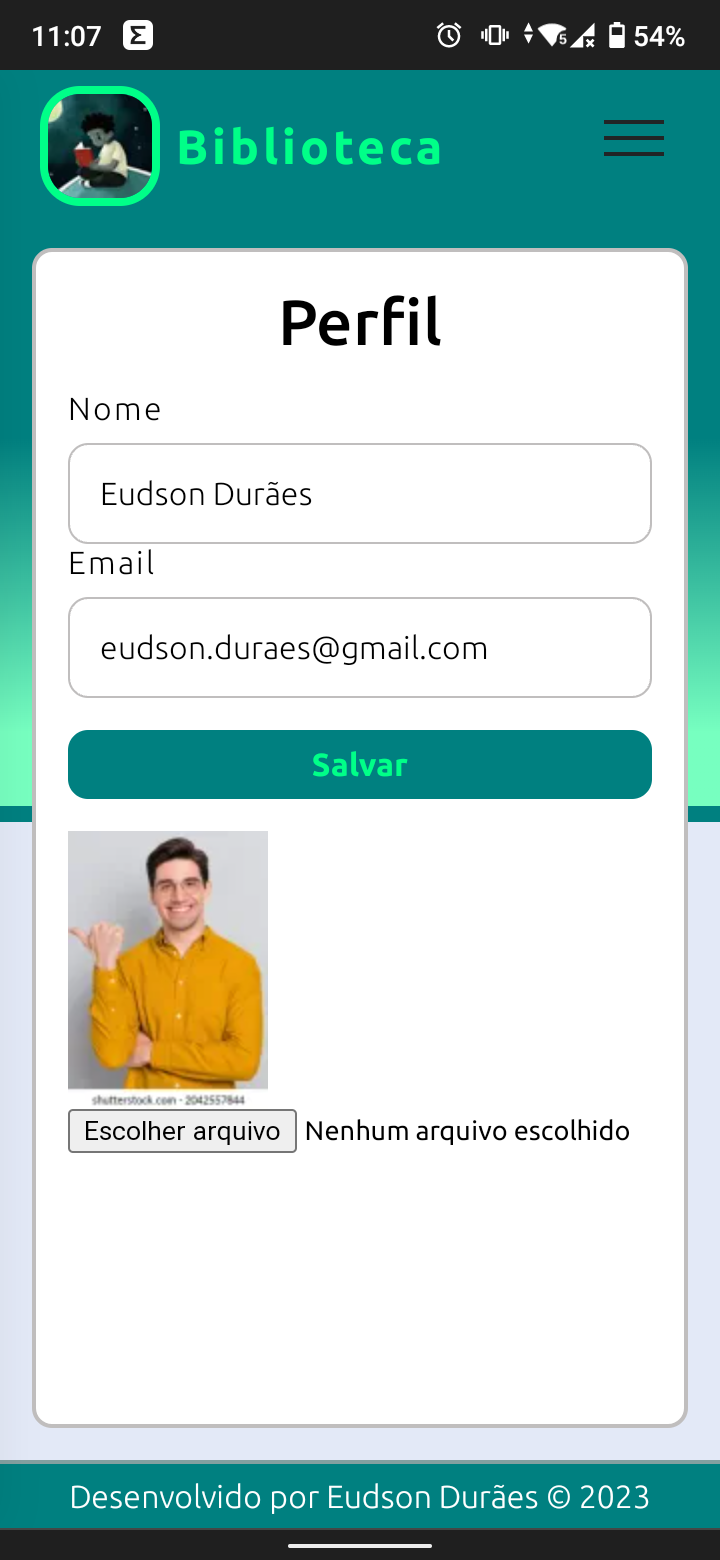 11:07 Σ 5 54%
Biblioteca
Perfil
Nome
Eudson Durães
Email
eudson.duraes@gmail.com
Salvar
shutterstock.com · 2042557844
Escolher arquivo Nenhum arquivo escolhido
Desenvolvido por Eudson Durães © 2023